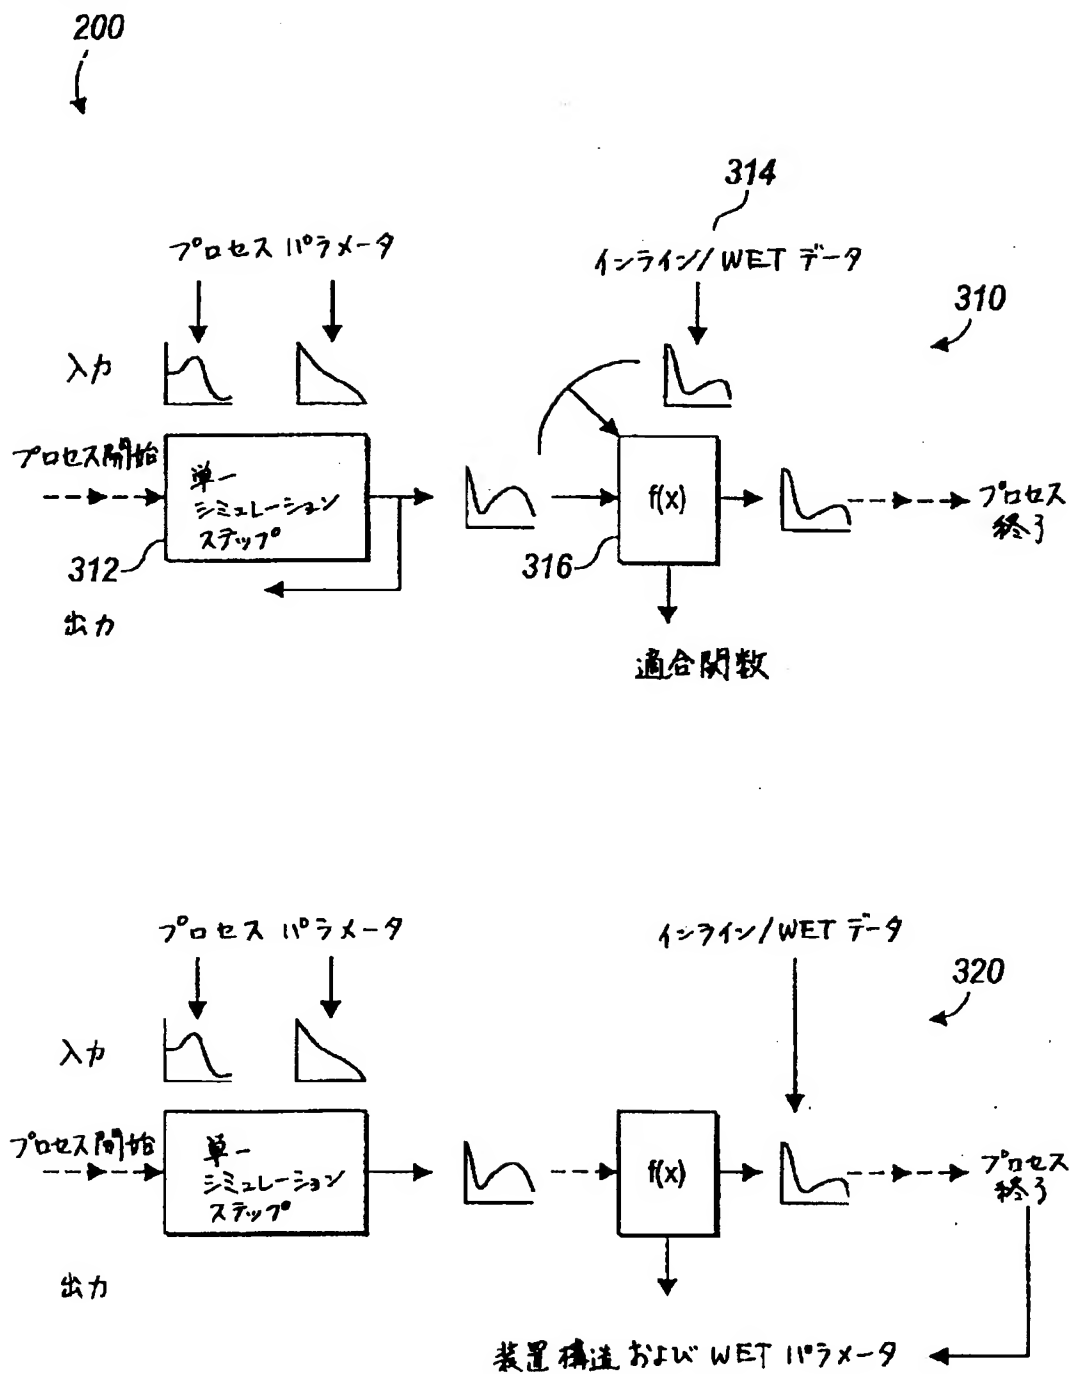 200
314
プロセス パラメータ
インライン/WET データ
310
入力
プロセス開始
単一
シミュレーション
ステップ
f(x)
プロセス
終了
312
316
出力
適合関数
プロセス パラメータ
インライン/WET データ
320
入力
プロセス開始
単一
シミュレーション
ステップ
f(x)
プロセス
終了
出力
装置構造および WET パラメータ